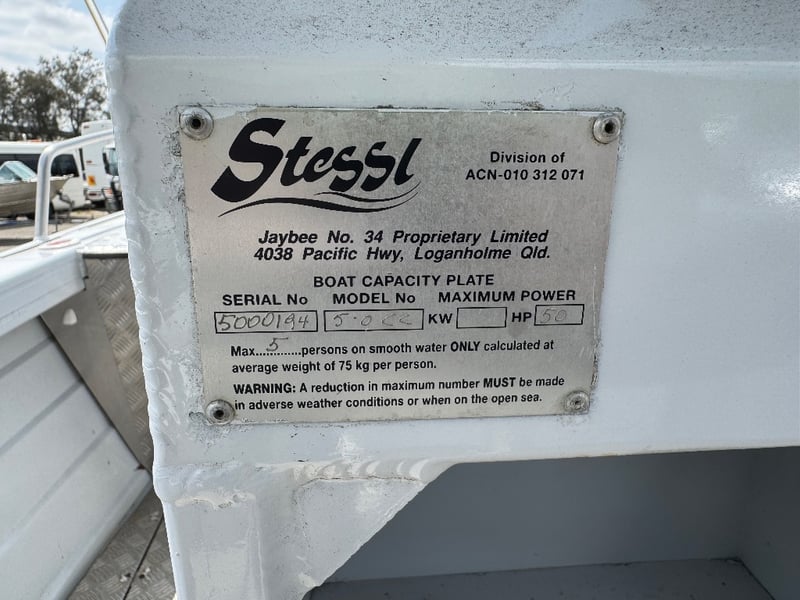 Stessl
Division of
ACN-010 312 071
Jaybee No. 34 Proprietary Limited
4038 Pacific Hwy, Loganholme Qld.
BOAT CAPACITY PLATE
SERIAL No MODEL No MAXIMUM POWER
5000194 5.0 CC KW HP 50
Max....5.......persons on smooth water ONLY calculated at
average weight of 75 kg per person.
WARNING: A reduction in maximum number MUST be made
in adverse weather conditions or when on the open sea.